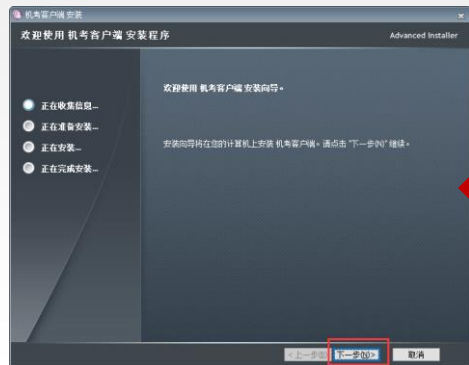 机考客户端 安装
欢迎使用 机考客户端 安装程序
Advanced Installer
欢迎使用 机考客户端 安装向导。
正在收集信息...
正在准备安装...
安装向导将在您的计算机上安装 机考客户端。请点击 "下一步(N)" 继续。
正在安装...
正在完成安装...
<上一步(B)
下一步(N)>
取消